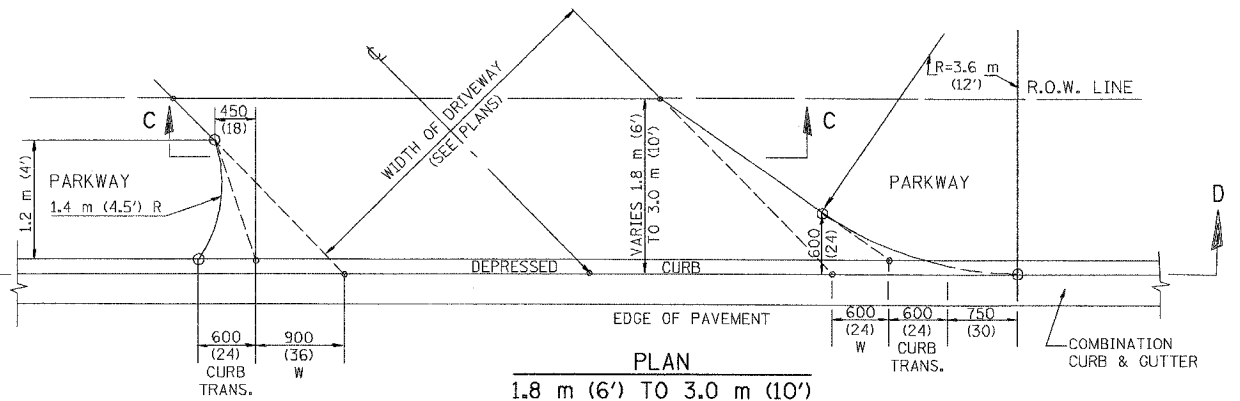 C
450
(18)
℄
WIDTH OF DRIVEWAY
(SEE PLANS)
R=3.6 m
(12')
R.O.W. LINE
C
1.2 m (4')
PARKWAY
1.4 m (4.5') R
VARIES 1.8 m (6')
TO 3.0 m (10')
PARKWAY
600
(24)
D
DEPRESSED CURB
EDGE OF PAVEMENT
600
(24)
CURB
TRANS.
900
(36)
W
600
(24)
W
600
(24)
CURB
TRANS.
750
(30)
COMBINATION
CURB & GUTTER
PLAN
1.8 m (6') TO 3.0 m (10')